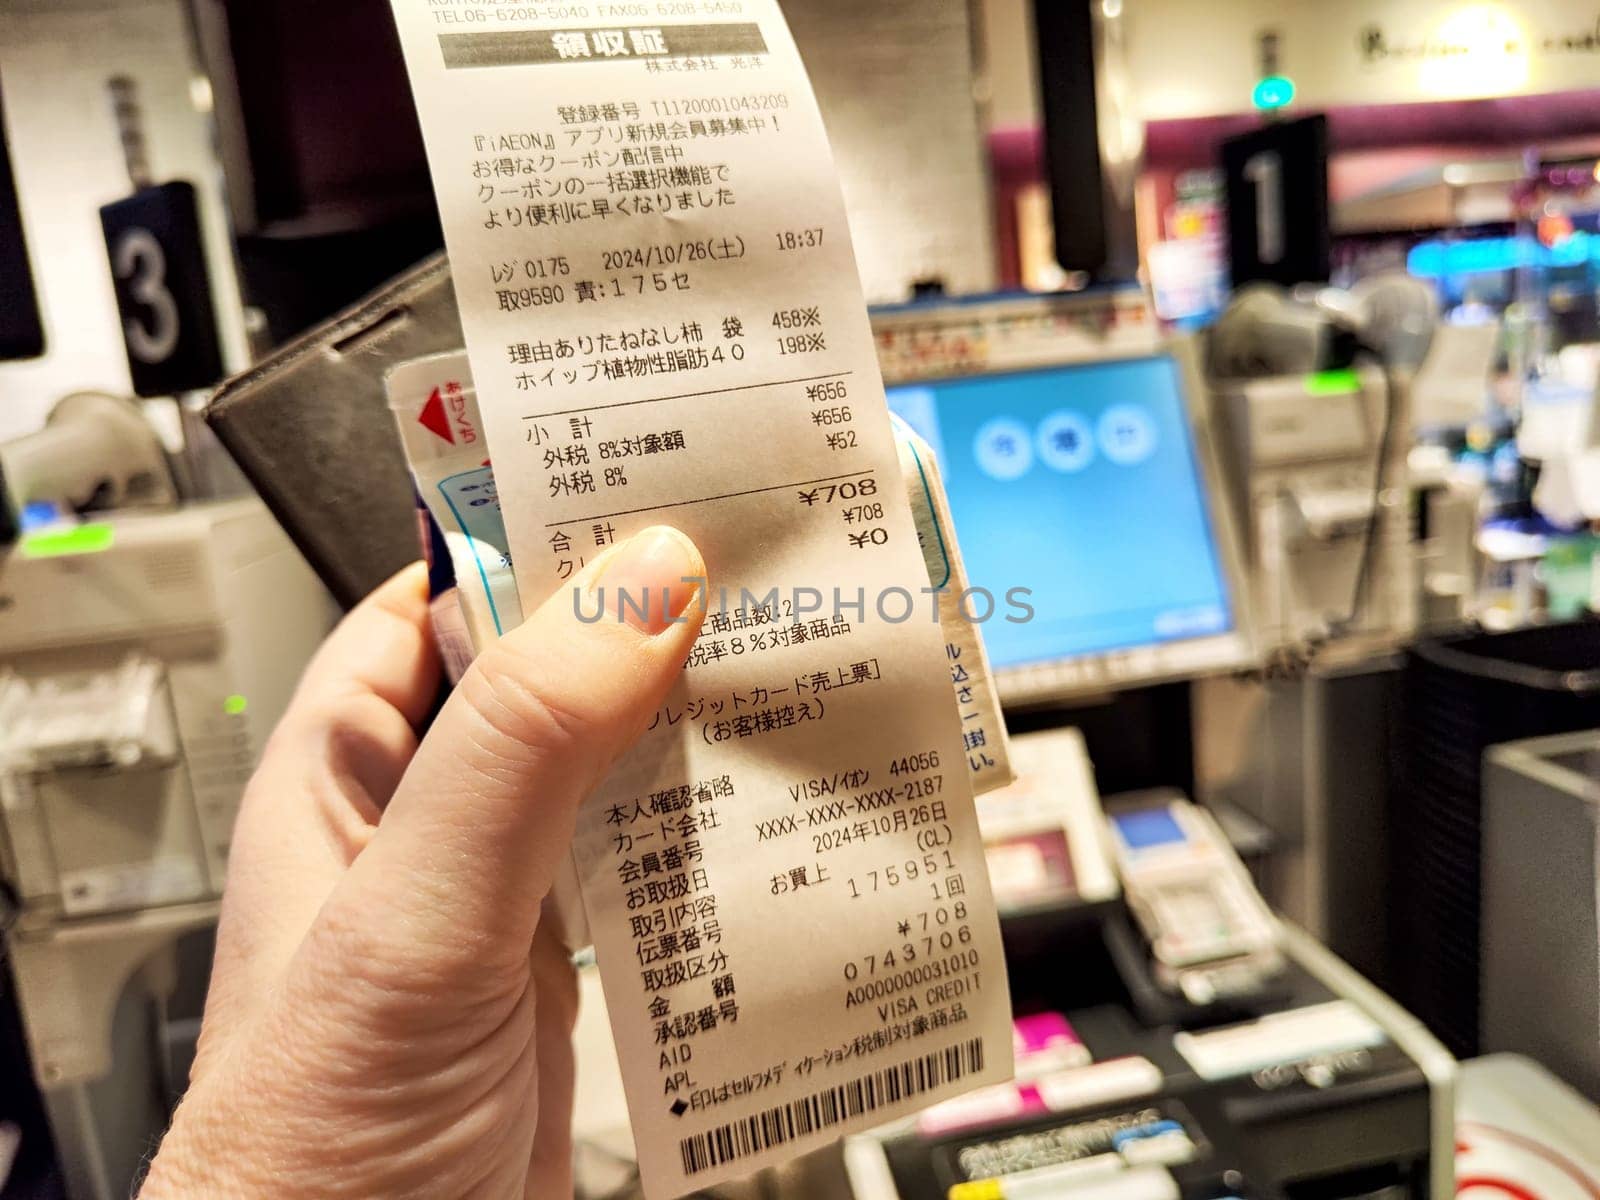 TEL06-6208-5040 FAX06-6208-5450
領収証
株式会社 光洋
登録番号 T1120001043209
『iAEON』アプリ新規会員募集中！
お得なクーポン配信中
クーポンの一括選択機能で
より便利に早くなりました
レジ0175 2024/10/26(土) 18:37
取9590 責:175セ
理由ありたねなし柿 袋 458※
ホイップ植物性脂肪40 198※
小 計 ¥656
外税 8%対象額 ¥656
外税 8% ¥52
合 計 ¥708
¥708
¥0
商品数:2
税率8%対象商品
レジットカード売上票]
(お客様控え)
本人確認省略
カード会社 VISA/イオン 44056
会員番号 XXXX-XXXX-XXXX-2187
お取扱日 2024年10月26日
取引内容 お買上 (CL)
伝票番号 175951
取扱区分 1回
金 額 ¥708
承認番号 0743706
AID A0000000031010
APL VISA CREDIT
◆印はセルフメディケーション税制対象商品
あけくち
3
1
UNLIMPHOTOS